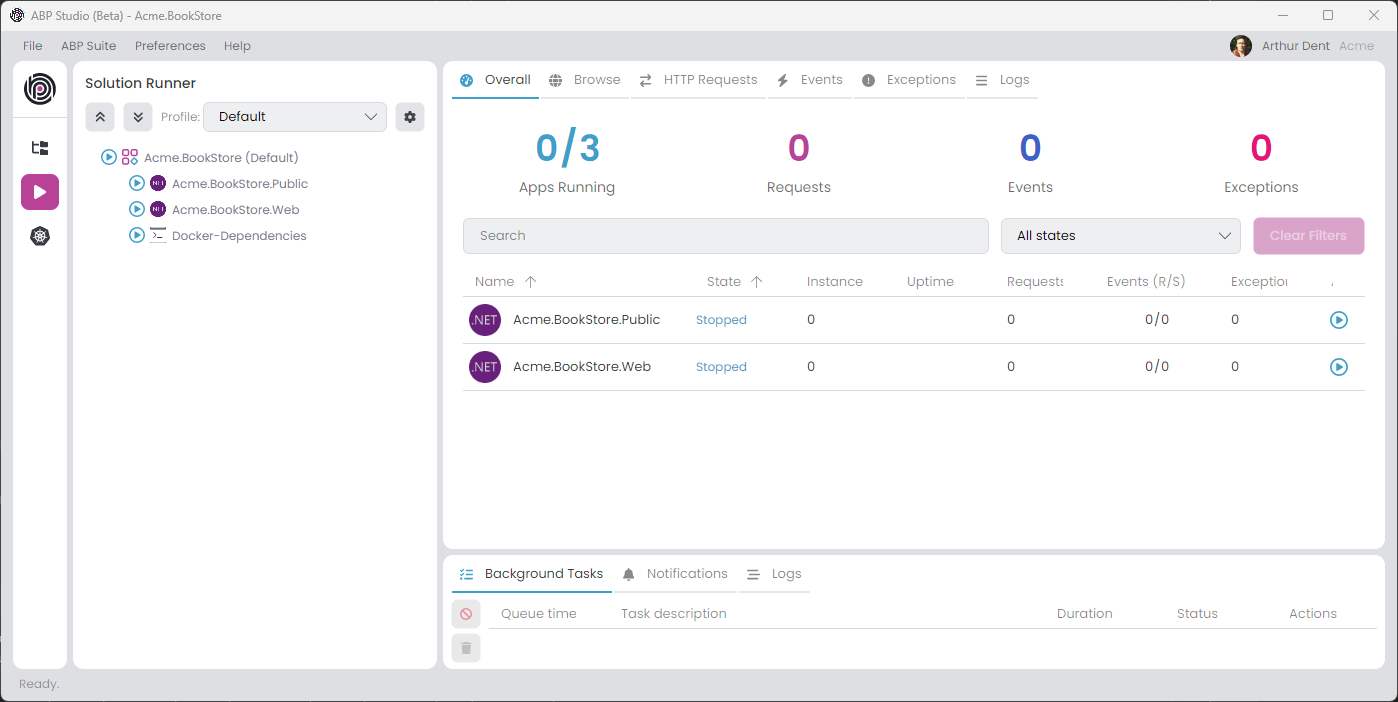 ABP Studio (Beta) - Acme.BookStore
File ABP Suite Preferences Help
Arthur Dent Acme
Solution Runner
Profile: Default
Acme.BookStore (Default)
Acme.BookStore.Public
Acme.BookStore.Web
Docker-Dependencies
Overall Browse HTTP Requests Events Exceptions Logs
0/3 0 0 0
Apps Running Requests Events Exceptions
Search All states Clear Filters
Name State Instance Uptime Requests Events (R/S) Exception
.NET Acme.BookStore.Public Stopped 0 0 0/0 0
.NET Acme.BookStore.Web Stopped 0 0 0/0 0
Background Tasks Notifications Logs
Queue time Task description Duration Status Actions
Ready.